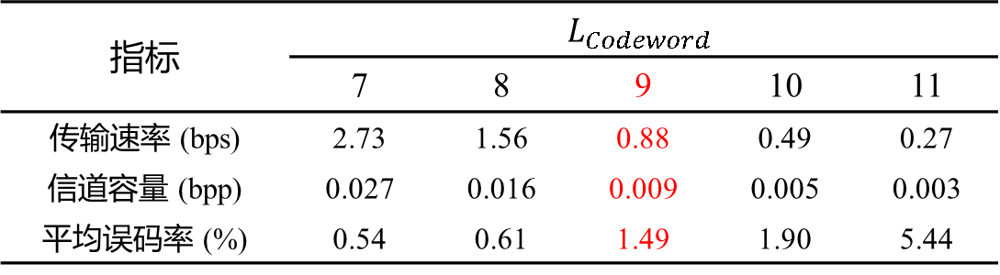 指标 L_Codeword
7 8 9 10 11
传输速率 (bps) 2.73 1.56 0.88 0.49 0.27
信道容量 (bpp) 0.027 0.016 0.009 0.005 0.003
平均误码率 (%) 0.54 0.61 1.49 1.90 5.44